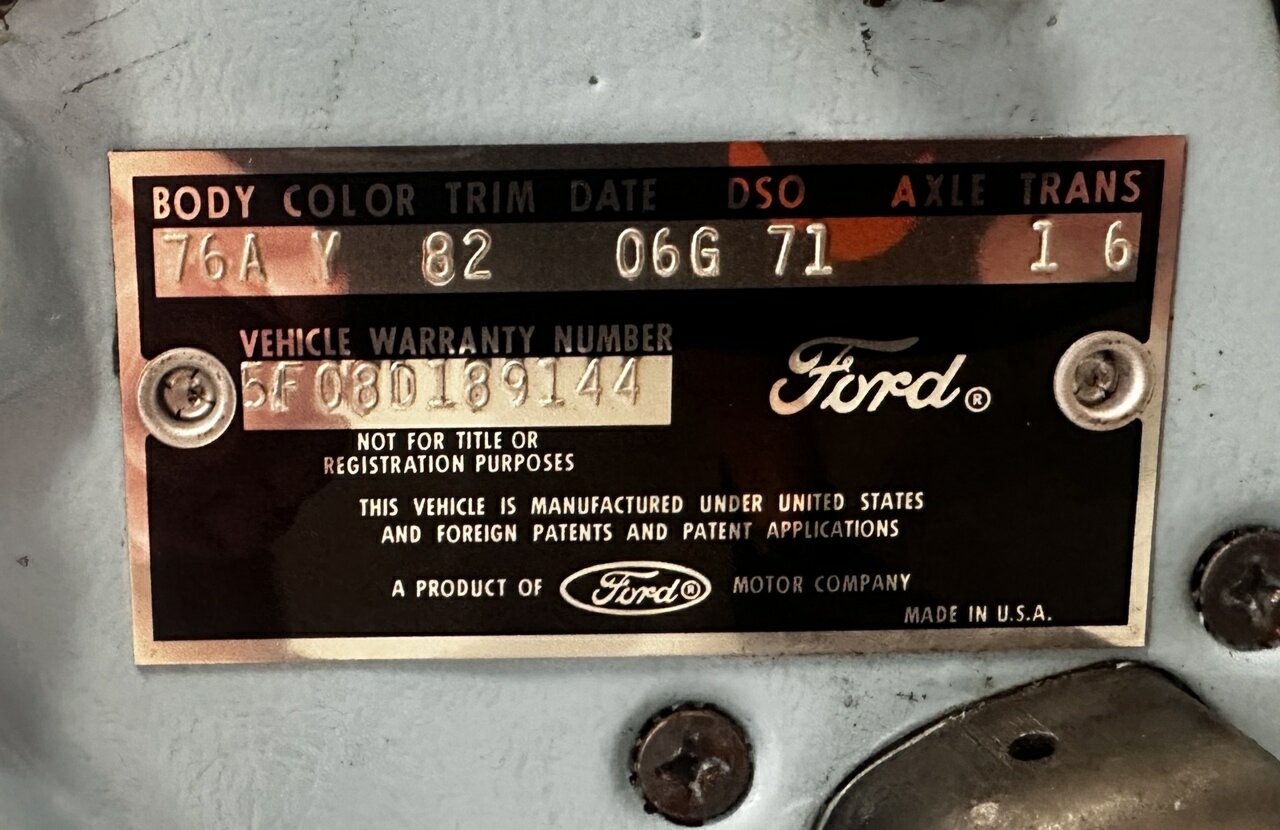 BODY COLOR TRIM DATE DSO AXLE TRANS
76A Y 82 06G 71 1 6
VEHICLE WARRANTY NUMBER
5F08D189144
Ford®
NOT FOR TITLE OR
REGISTRATION PURPOSES
THIS VEHICLE IS MANUFACTURED UNDER UNITED STATES
AND FOREIGN PATENTS AND PATENT APPLICATIONS
A PRODUCT OF Ford® MOTOR COMPANY
MADE IN U.S.A.